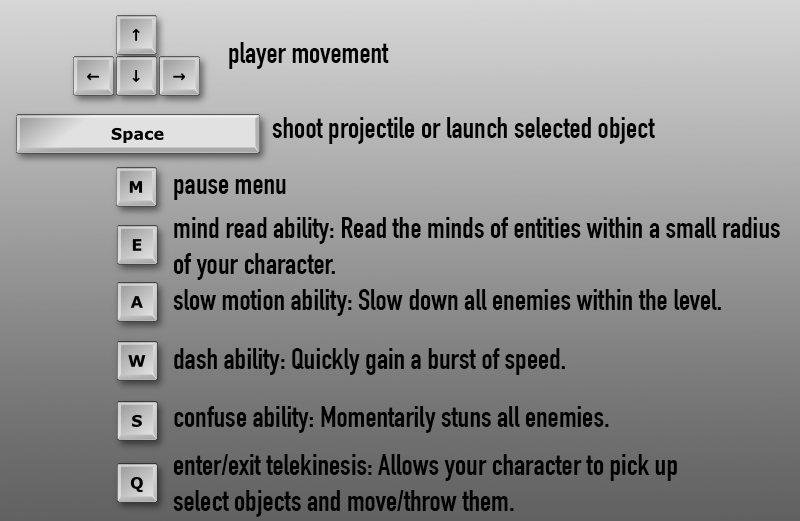 ↑
← ↓ →
player movement
Space
shoot projectile or launch selected object
M
pause menu
E
mind read ability: Read the minds of entities within a small radius
of your character.
A
slow motion ability: Slow down all enemies within the level.
W
dash ability: Quickly gain a burst of speed.
S
confuse ability: Momentarily stuns all enemies.
Q
enter/exit telekinesis: Allows your character to pick up
select objects and move/throw them.